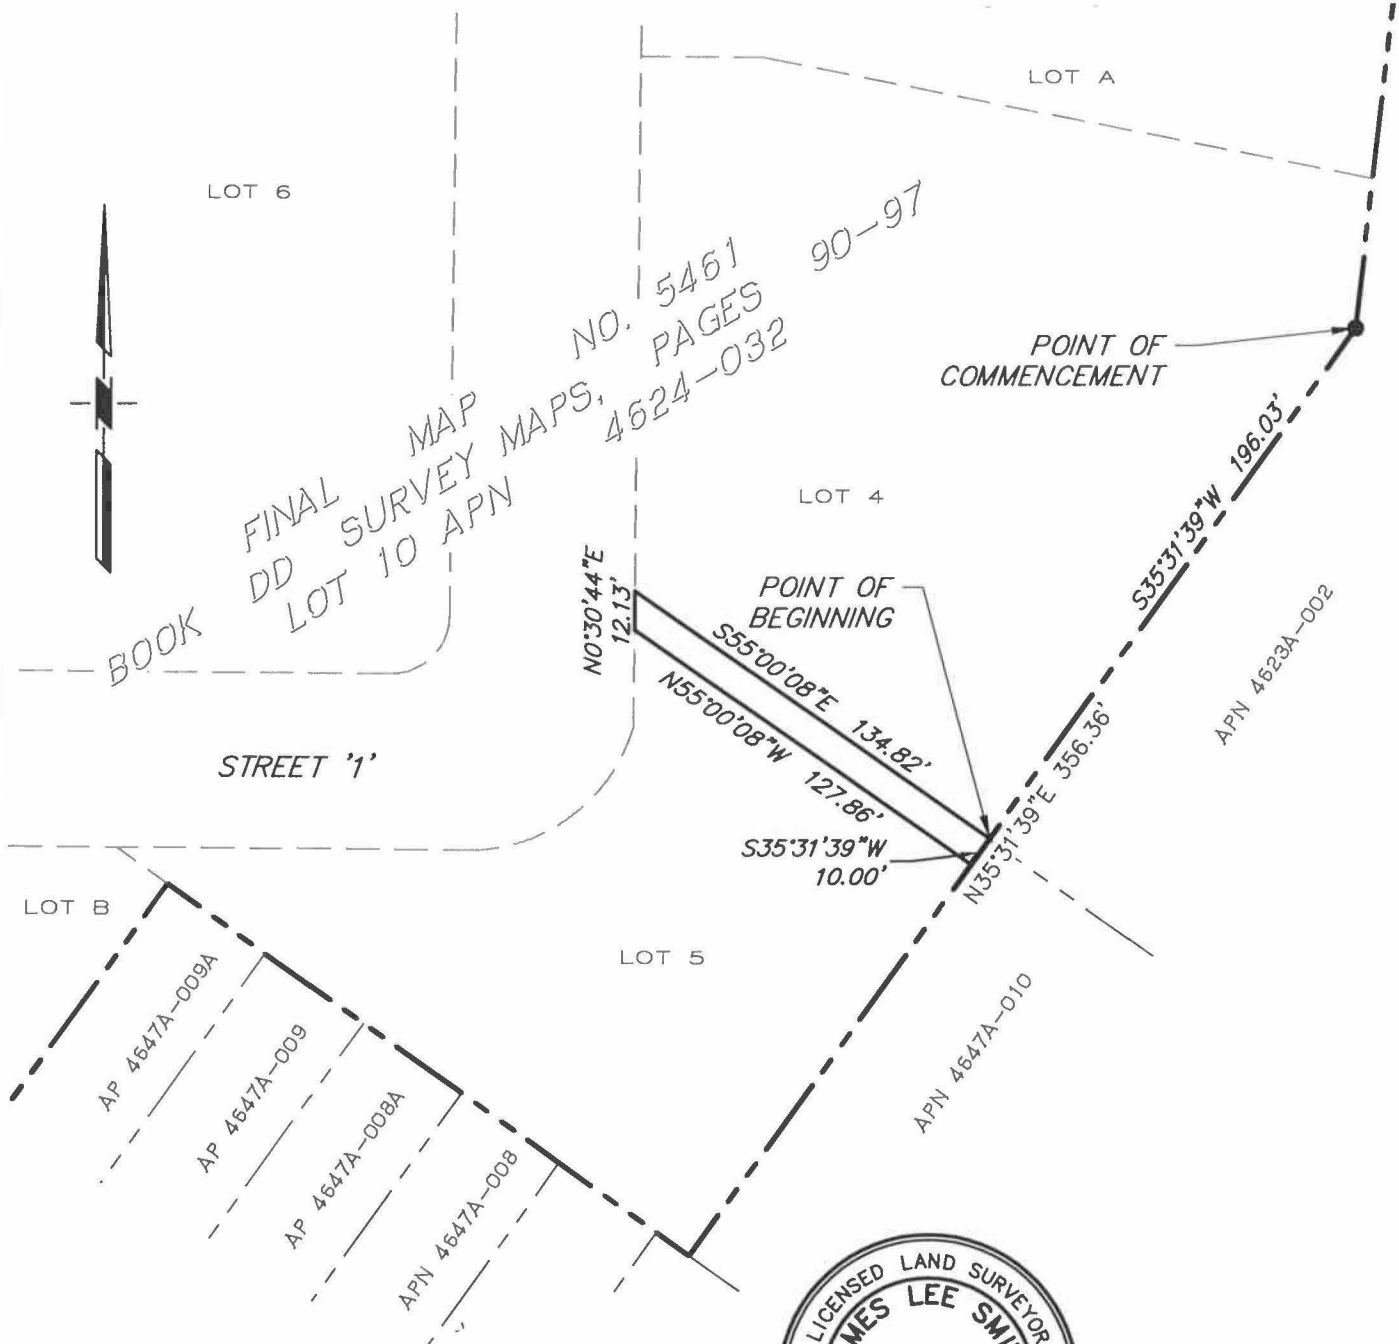 LOT A
LOT 6
FINAL MAP NO. 5461
BOOK DD SURVEY MAPS, PAGES 90-97
LOT 10 APN 4624-032
N
POINT OF
COMMENCEMENT
S35°31'39"W 196.03'
LOT 4
POINT OF
BEGINNING
N0°30'44"E
12.13'
S55°00'08"E 134.82'
N55°00'08"W 127.86'
S35°31'39"W
10.00'
N35°31'39"E 356.36'
APN 4623A-002
STREET '1'
LOT B
LOT 5
AP 4647A-009A
AP 4647A-009
AP 4647A-008A
APN 4647A-008
APN 4647A-010
LICENSED LAND SURVEYOR
LEE